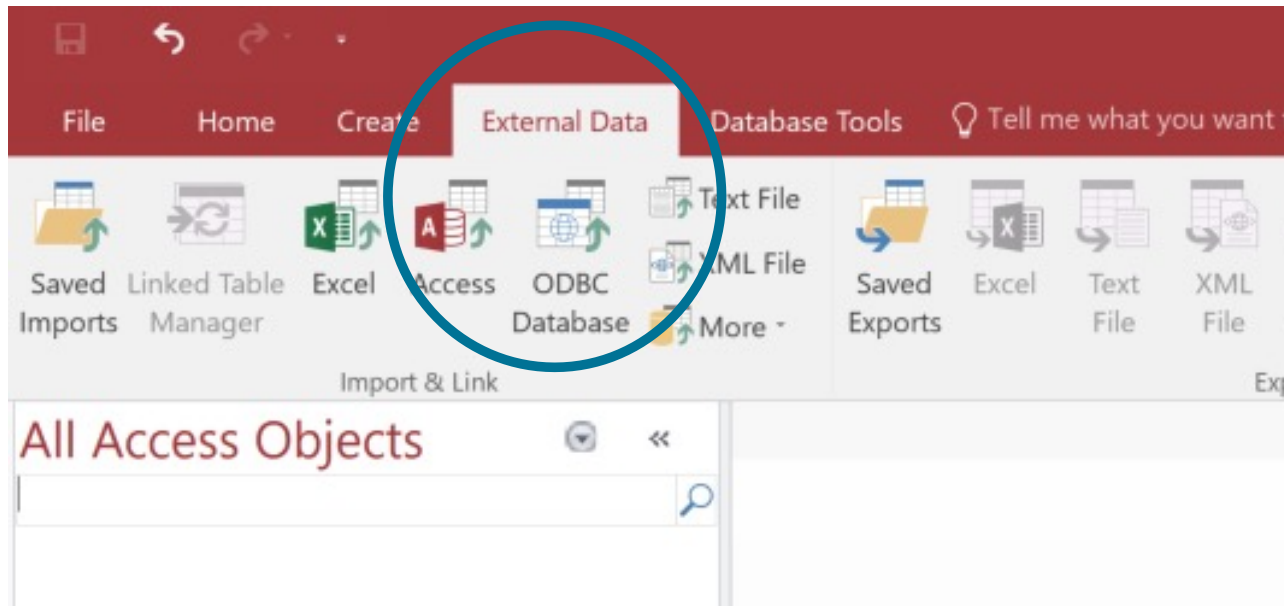 File Home Create External Data Database Tools Tell me what you want
Saved Imports
Linked Table Manager
Excel
Access
ODBC Database
Text File
XML File
More
Saved Exports
Excel
Text File
XML File
Import & Link
All Access Objects